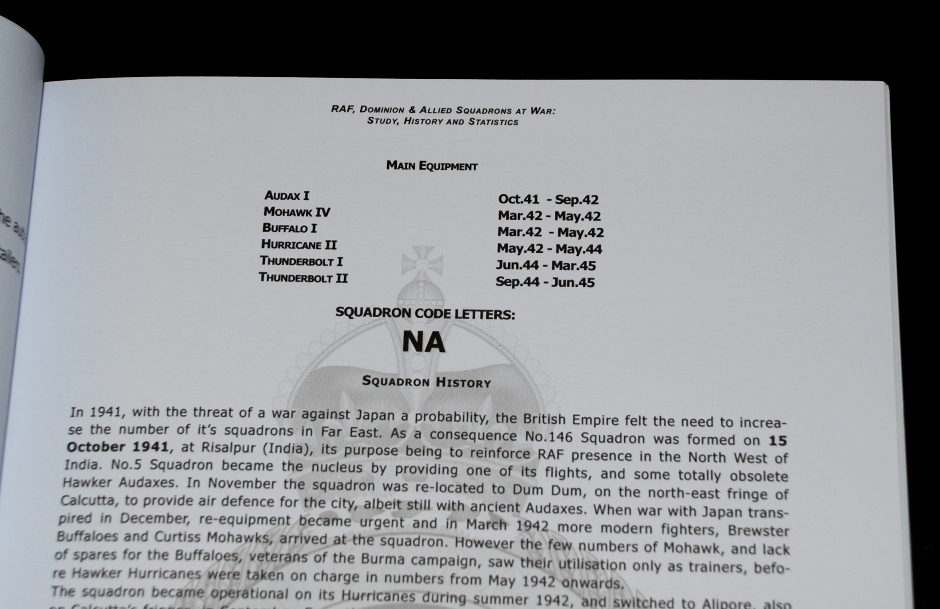 RAF, Dominion & Allied Squadrons at War:
Study, History and Statistics
Main Equipment
Audax I Oct.41 - Sep.42
Mohawk IV Mar.42 - May.42
Buffalo I Mar.42 - May.42
Hurricane II May.42 - May.44
Thunderbolt I Jun.44 - Mar.45
Thunderbolt II Sep.44 - Jun.45
SQUADRON CODE LETTERS:
NA
Squadron History
In 1941, with the threat of a war against Japan a probability, the British Empire felt the need to increa-
se the number of it's squadrons in Far East. As a consequence No.146 Squadron was formed on 15
October 1941, at Risalpur (India), its purpose being to reinforce RAF presence in the North West of
India. No.5 Squadron became the nucleus by providing one of its flights, and some totally obsolete
Hawker Audaxes. In November the squadron was re-located to Dum Dum, on the north-east fringe of
Calcutta, to provide air defence for the city, albeit still with ancient Audaxes. When war with Japan trans-
pired in December, re-equipment became urgent and in March 1942 more modern fighters, Brewster
Buffaloes and Curtiss Mohawks, arrived at the squadron. However the few numbers of Mohawk, and lack
of spares for the Buffaloes, veterans of the Burma campaign, saw their utilisation only as trainers, befo-
re Hawker Hurricanes were taken on charge in numbers from May 1942 onwards.
The squadron became operational on its Hurricanes during summer 1942, and switched to Alipore, also